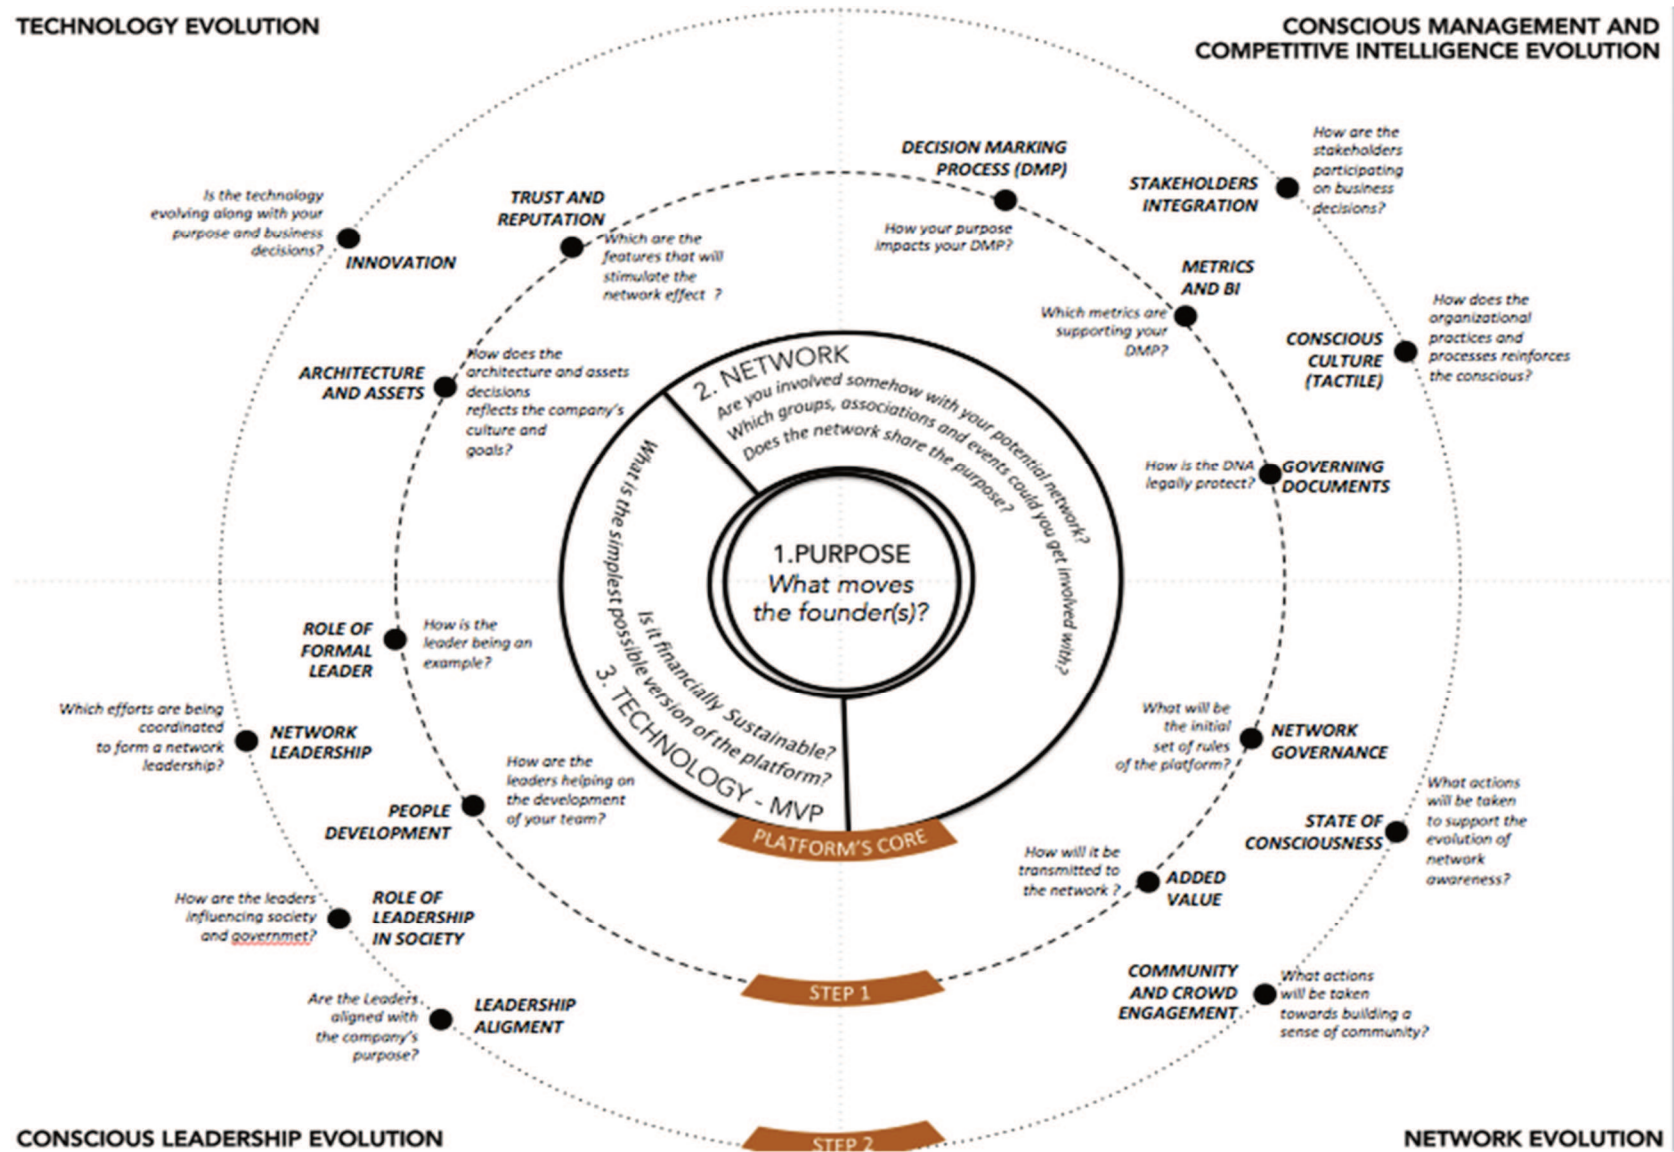 TECHNOLOGY EVOLUTION
CONSCIOUS MANAGEMENT AND
COMPETITIVE INTELLIGENCE EVOLUTION
Is the technology
evolving along with your
purpose and business
decisions?
INNOVATION
TRUST AND
REPUTATION
Which are the
features that will
stimulate the
network effect ?
ARCHITECTURE
AND ASSETS
How does the
architecture and assets
decisions
reflects the company's
culture and
goals?
DECISION MARKING
PROCESS (DMP)
How your purpose
impacts your DMP?
STAKEHOLDERS
INTEGRATION
How are the
stakeholders
participating
on business
decisions?
METRICS
AND BI
Which metrics are
supporting your
DMP?
CONSCIOUS
CULTURE
(TACTILE)
How does the
organizational
practices and
processes reinforces
the conscious?
How is the DNA
legally protect?
GOVERNING
DOCUMENTS
2. NETWORK
Are you involved somehow with your potential network?
Which groups, associations and events could you get involved with?
Does the network share the purpose?
1.PURPOSE
What moves
the founder(s)?
What is the simplest possible version of the platform?
Is it financially Sustainable?
3. TECHNOLOGY - MVP
PLATFORM'S CORE
ROLE OF
FORMAL
LEADER
How is the
leader being an
example?
Which efforts are being
coordinated
to form a network
leadership?
NETWORK
LEADERSHIP
PEOPLE
DEVELOPMENT
How are the
leaders helping on
the development
of your team?
How are the leaders
influencing society
and governmet?
ROLE OF
LEADERSHIP
IN SOCIETY
Are the Leaders
aligned with
the company's
purpose?
LEADERSHIP
ALIGMENT
What will be
the initial
set of rules
of the platform?
NETWORK
GOVERNANCE
STATE OF
CONSCIOUSNESS
What actions
will be taken
to support the
evolution of
network
awareness?
How will it be
transmitted to
the network ?
ADDED
VALUE
COMMUNITY
AND CROWD
ENGAGEMENT
What actions
will be taken
towards building a
sense of community?
STEP 1
STEP 2
CONSCIOUS LEADERSHIP EVOLUTION
NETWORK EVOLUTION